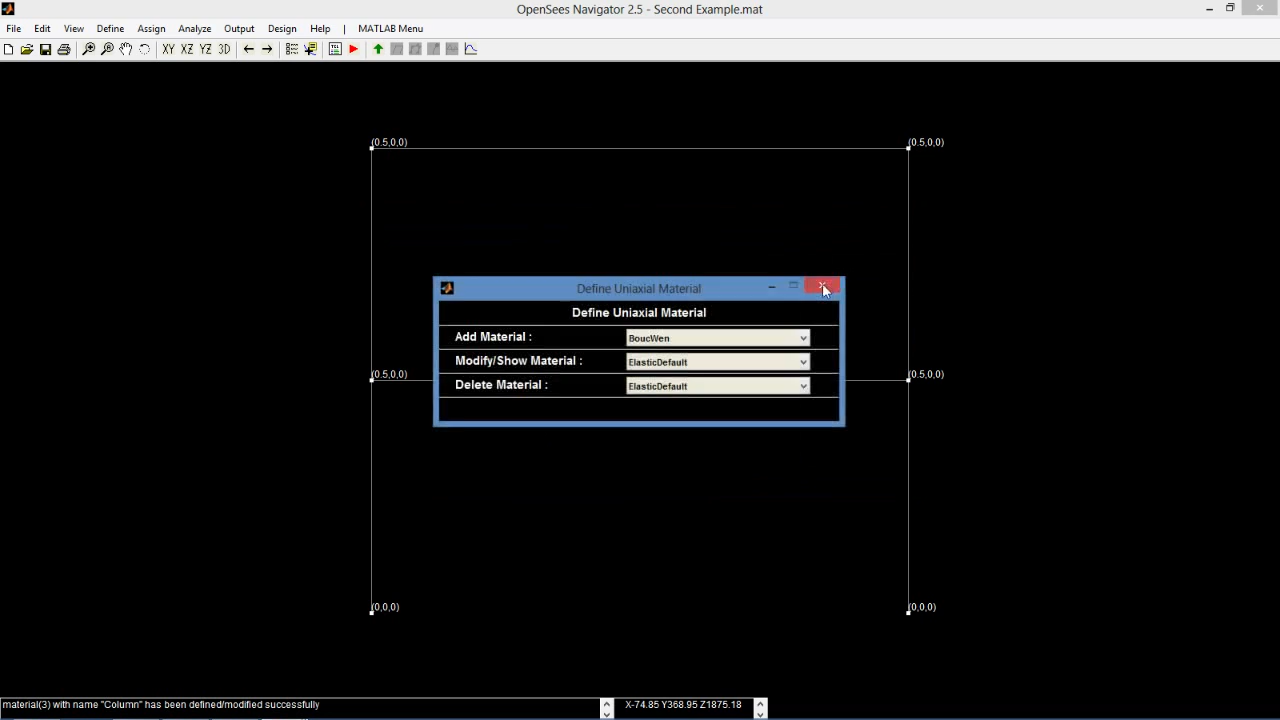 OpenSees Navigator 2.5 - Second Example.mat
File Edit View Define Assign Analyze Output Design Help | MATLAB Menu
XY XZ YZ 3D
(0.5,0,0) (0.5,0,0)
Define Uniaxial Material
Define Uniaxial Material
Add Material : BoucWen
Modify/Show Material : ElasticDefault
(0.5,0,0) (0.5,0,0)
Delete Material : ElasticDefault
(0,0,0) (0,0,0)
material(3) with name "Column" has been defined/modified successfully X-74.85 Y368.95 Z1875.18